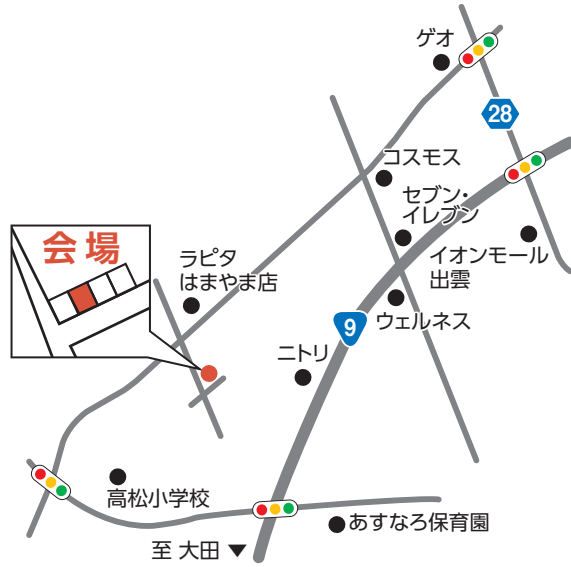 ゲオ
28
コスモス
セブン・
イレブン
イオンモール
出雲
会場
ラピタ
はまやま店
ウェルネス
9
ニトリ
高松小学校
あすなろ保育園
至 大田 ▼